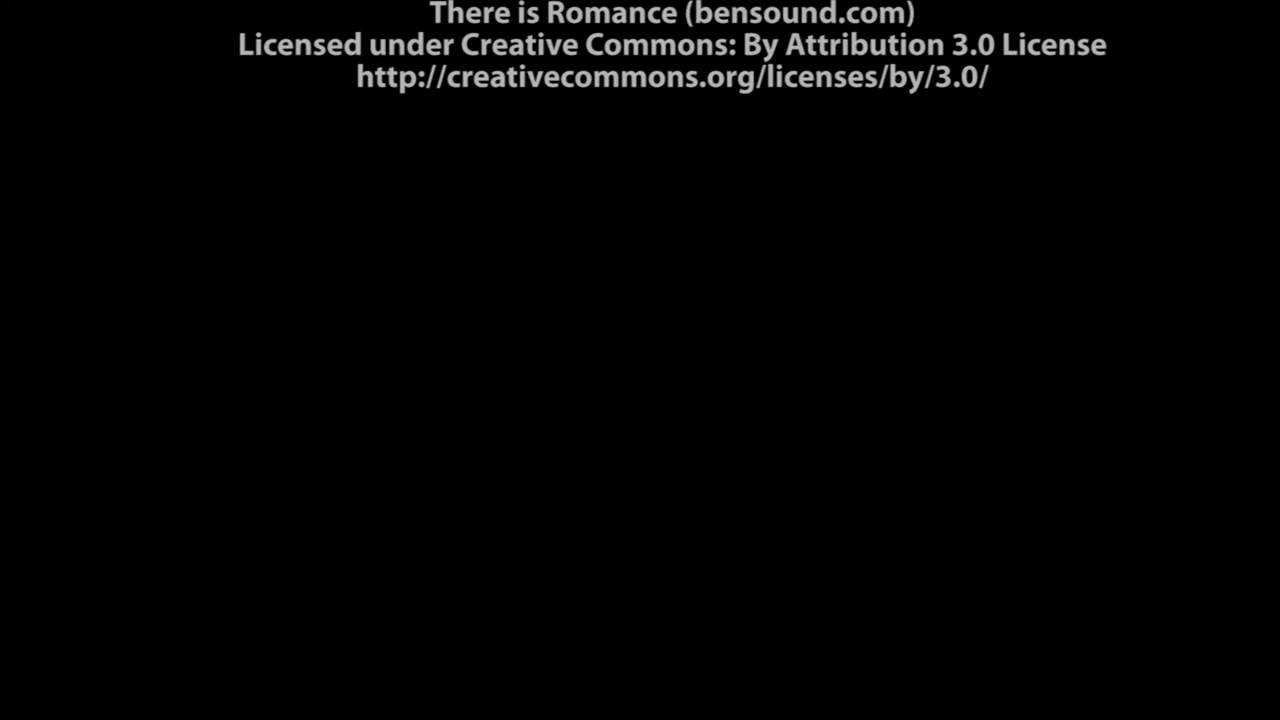 There is Romance (bensound.com)
Licensed under Creative Commons: By Attribution 3.0 License
http://creativecommons.org/licenses/by/3.0/